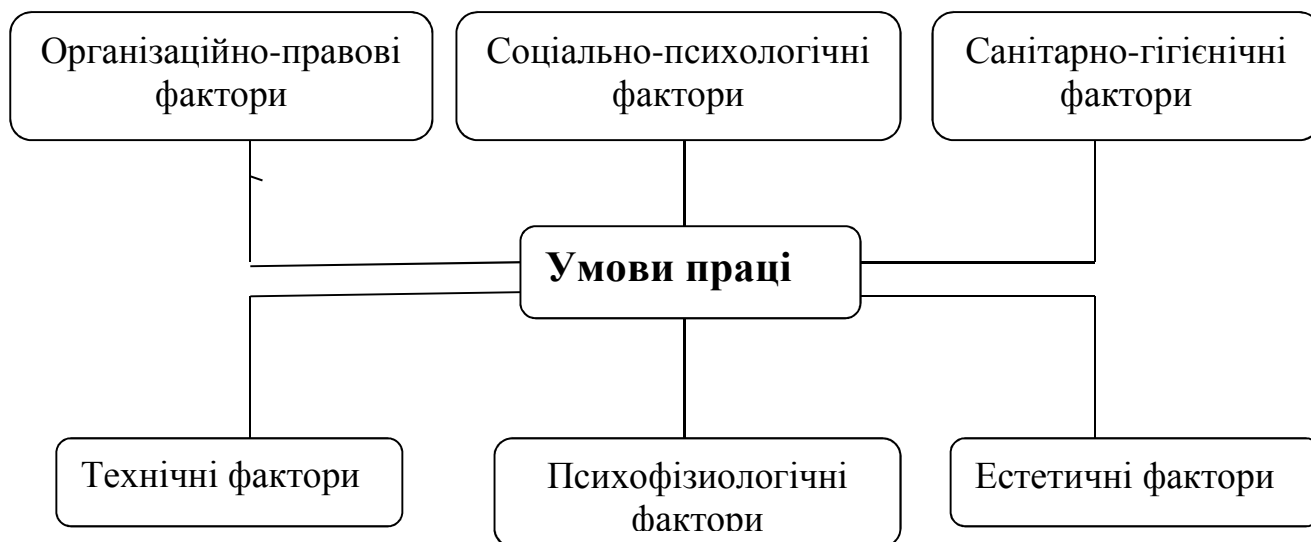 Організаційно-правові
фактори
Соціально-психологічні
фактори
Санітарно-гігієнічні
фактори
Умови праці
Технічні фактори
Психофізиологічні
фактори
Естетичні фактори